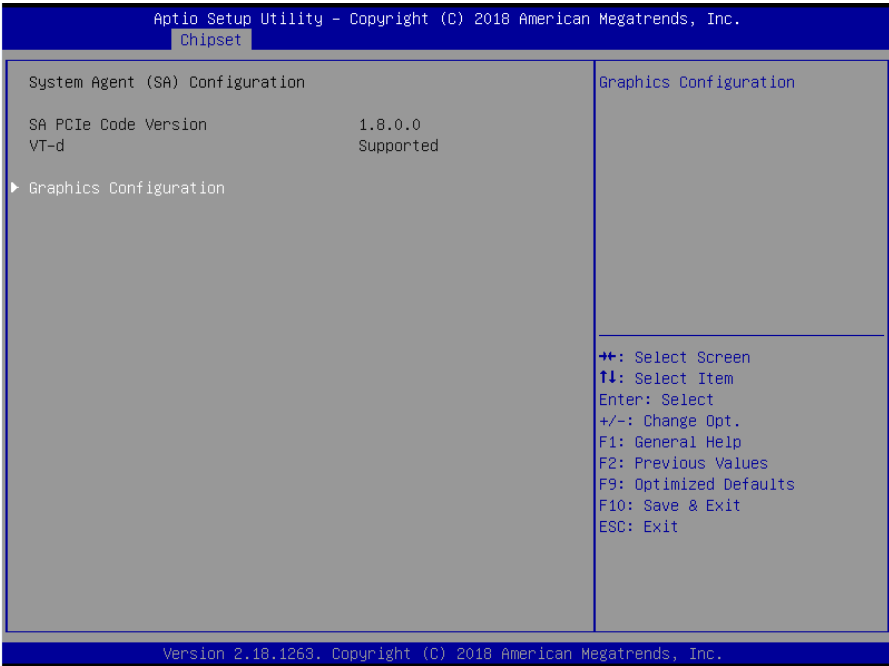 Aptio Setup Utility – Copyright (C) 2018 American Megatrends, Inc.
Chipset
System Agent (SA) Configuration
SA PCIe Code Version 1.8.0.0
VT-d Supported
▶ Graphics Configuration
Graphics Configuration
→←: Select Screen
↑↓: Select Item
Enter: Select
+/-: Change Opt.
F1: General Help
F2: Previous Values
F9: Optimized Defaults
F10: Save & Exit
ESC: Exit
Version 2.18.1263. Copyright (C) 2018 American Megatrends, Inc.